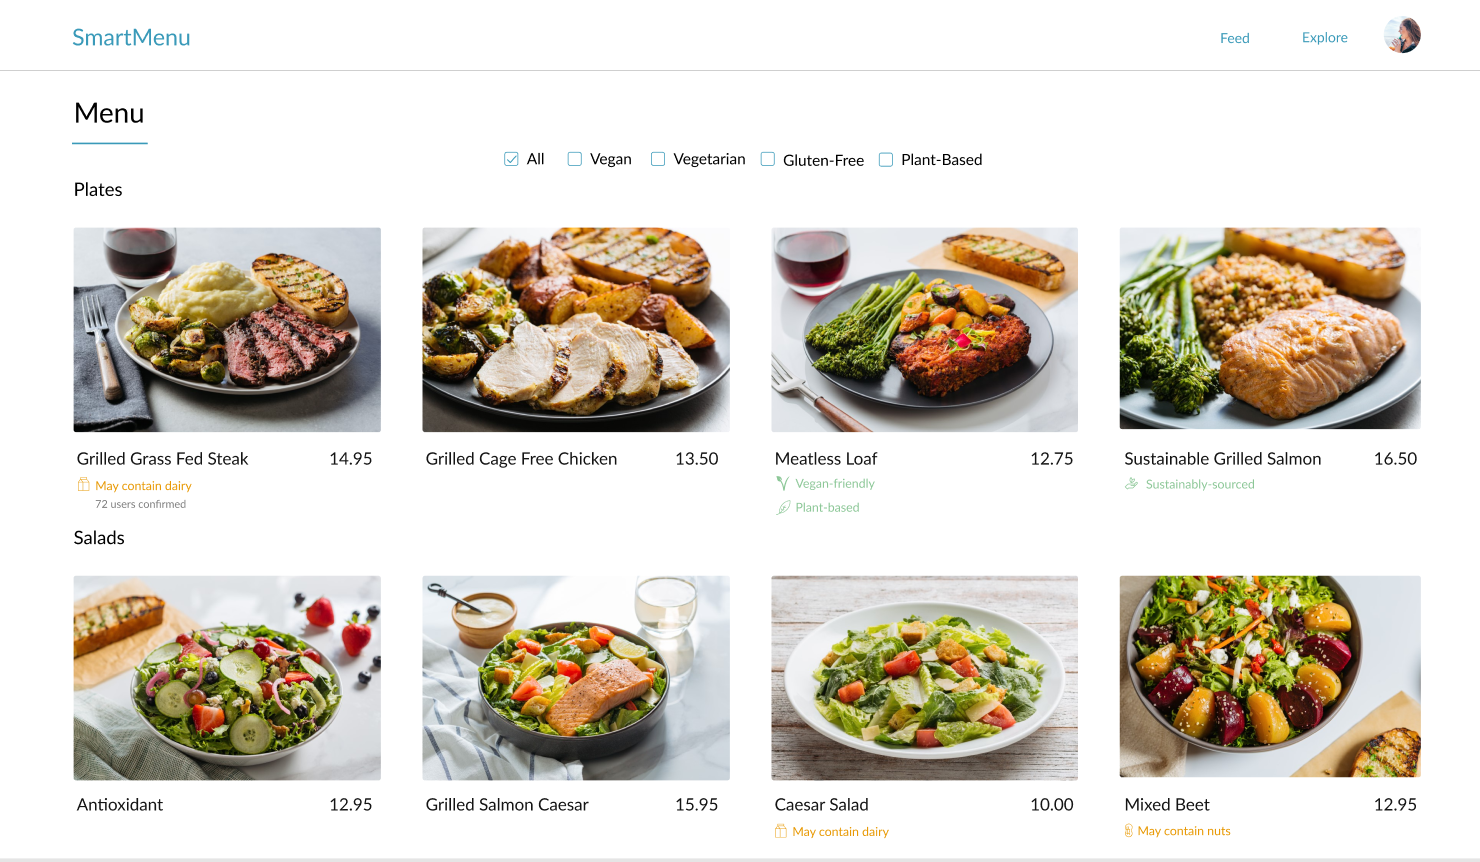 SmartMenu
Feed
Explore
Menu
All
Vegan
Vegetarian
Gluten-Free
Plant-Based
Plates
Grilled Grass Fed Steak 14.95
May contain dairy
72 users confirmed
Grilled Cage Free Chicken 13.50
Meatless Loaf 12.75
Vegan-friendly
Plant-based
Sustainable Grilled Salmon 16.50
Sustainably-sourced
Salads
Antioxidant 12.95
Grilled Salmon Caesar 15.95
Caesar Salad 10.00
May contain dairy
Mixed Beet 12.95
May contain nuts